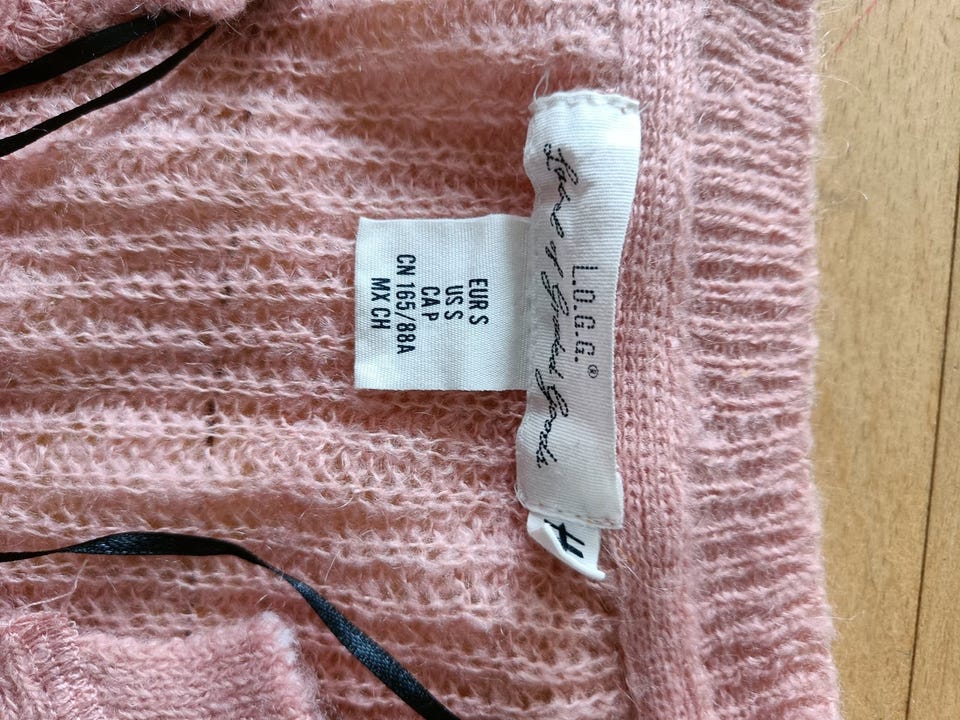 L.O.G.G.®
Label of Graded Goods
EUR S
US S
CA P
CN 165/88A
MX CH